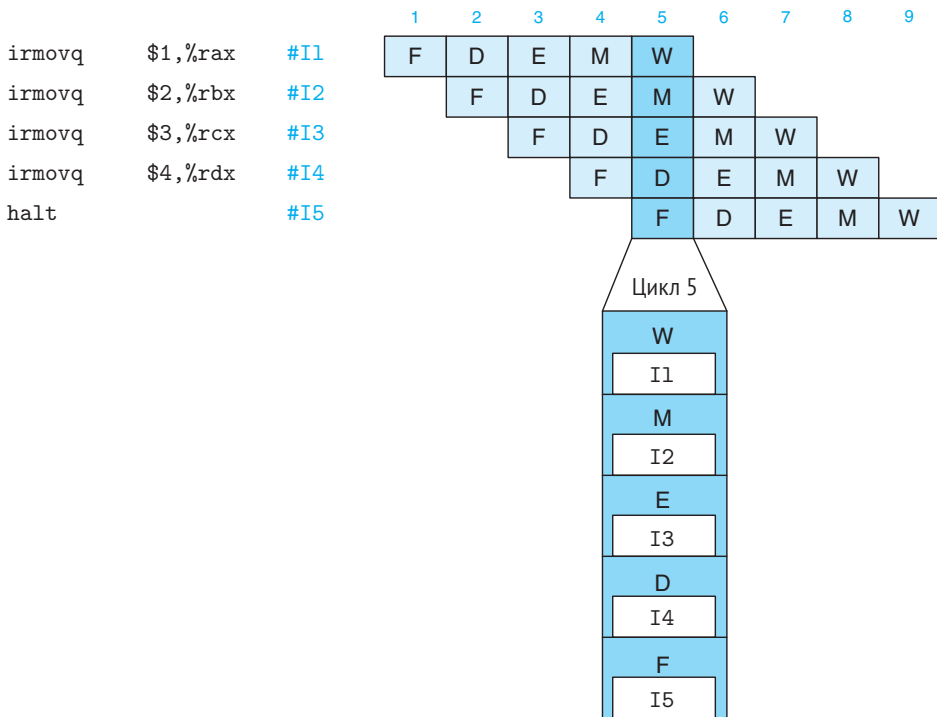 1 2 3 4 5 6 7 8 9
irmovq $1,%rax #I1 F D E M W
irmovq $2,%rbx #I2 F D E M W
irmovq $3,%rcx #I3 F D E M W
irmovq $4,%rdx #I4 F D E M W
halt #I5 F D E M W
Цикл 5
W
I1
M
I2
E
I3
D
I4
F
I5